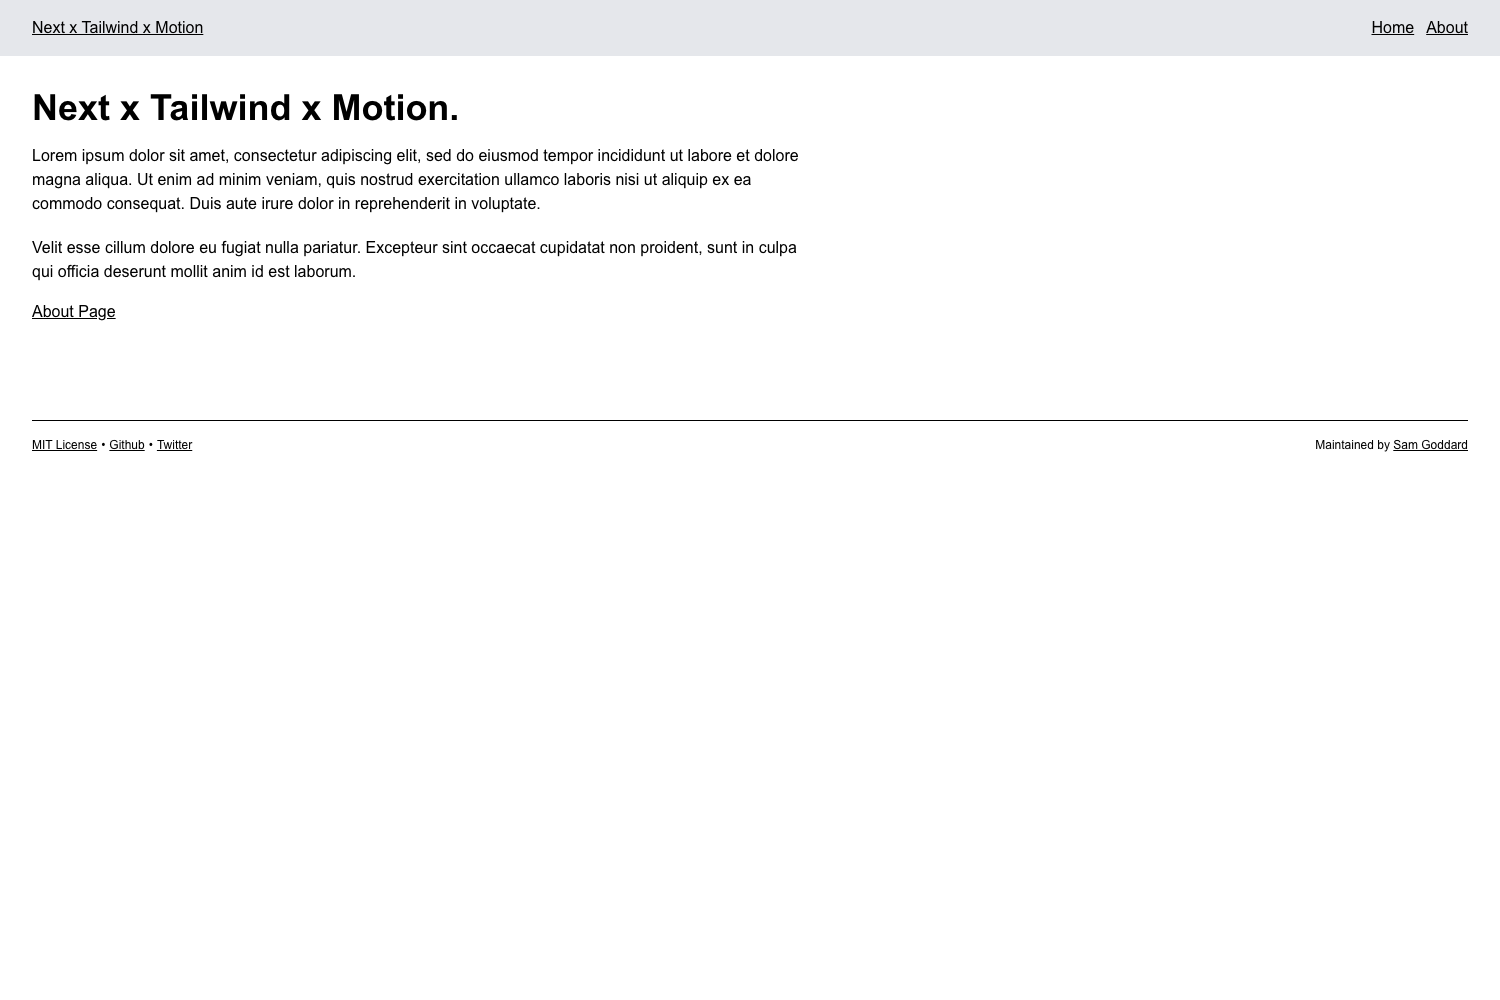 Next x Tailwind x Motion
Home About
Next x Tailwind x Motion.
Lorem ipsum dolor sit amet, consectetur adipiscing elit, sed do eiusmod tempor incididunt ut labore et dolore
magna aliqua. Ut enim ad minim veniam, quis nostrud exercitation ullamco laboris nisi ut aliquip ex ea
commodo consequat. Duis aute irure dolor in reprehenderit in voluptate.
Velit esse cillum dolore eu fugiat nulla pariatur. Excepteur sint occaecat cupidatat non proident, sunt in culpa
qui officia deserunt mollit anim id est laborum.
About Page
MIT License • Github • Twitter
Maintained by Sam Goddard